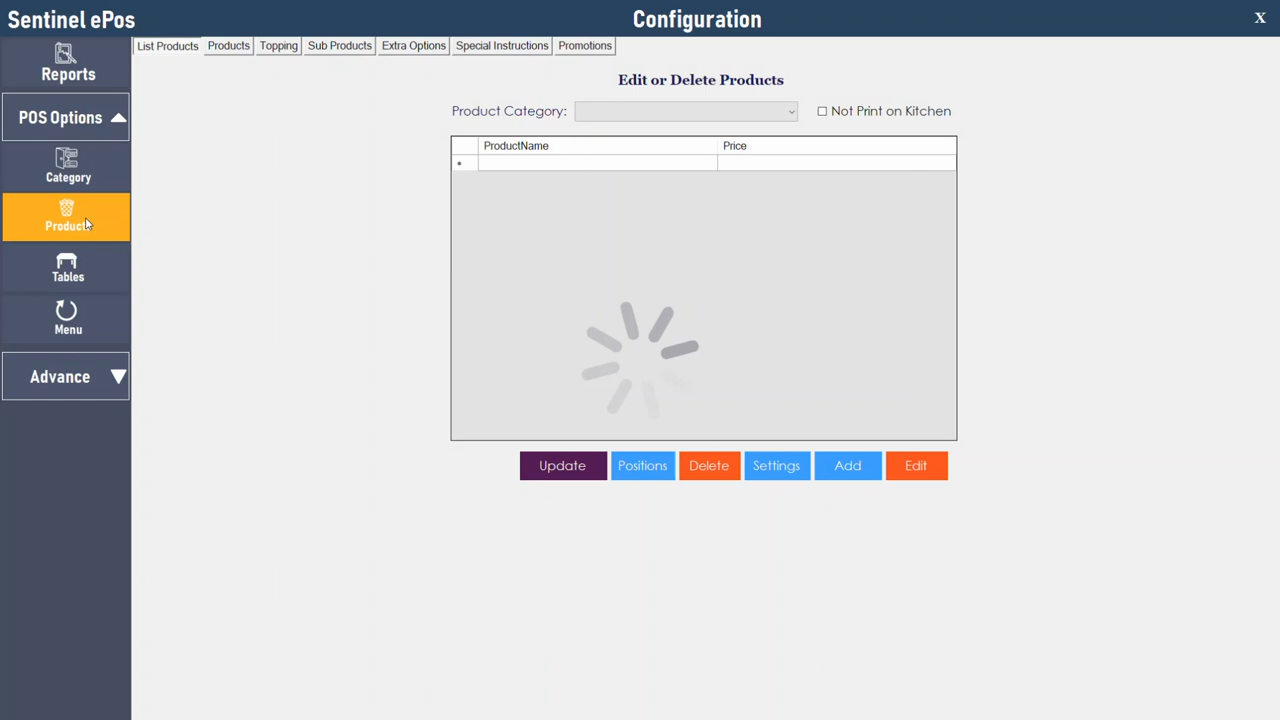 Sentinel ePos
Configuration
X
Reports
POS Options
Category
Product
Tables
Menu
Advance
List Products
Products
Topping
Sub Products
Extra Options
Special Instructions
Promotions
Edit or Delete Products
Product Category:
Not Print on Kitchen
ProductName
Price
Update
Positions
Delete
Settings
Add
Edit